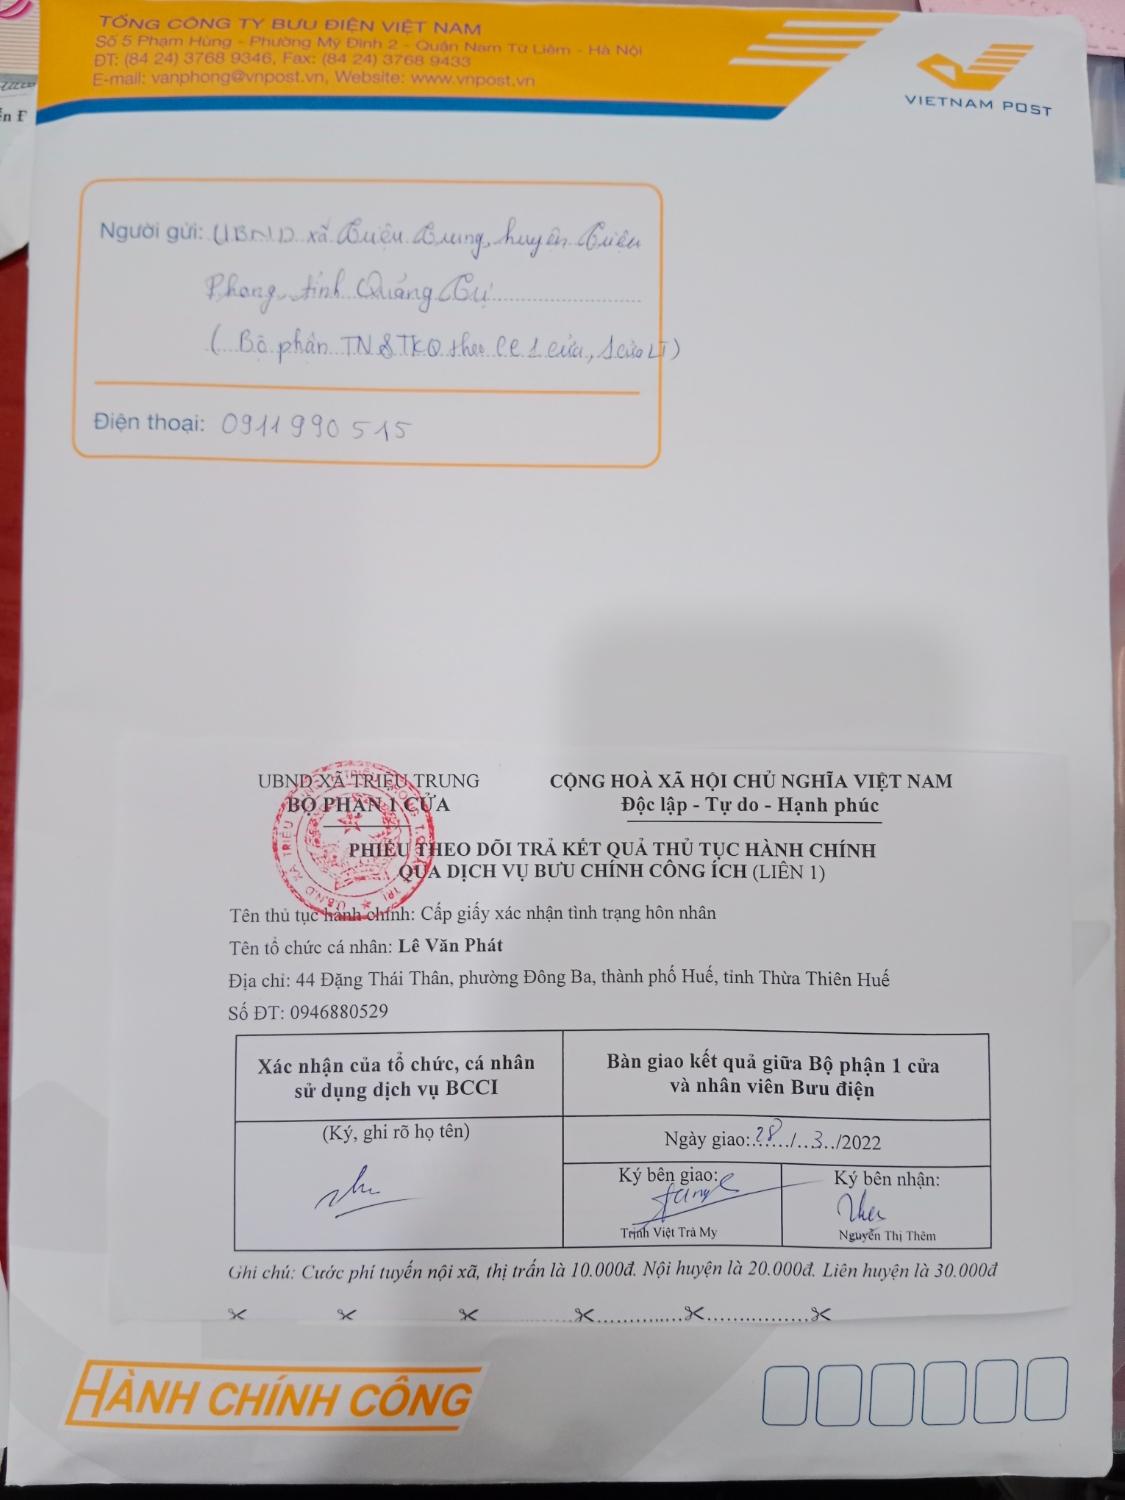 TỔNG CÔNG TY BƯU ĐIỆN VIỆT NAM
Số 5 Phạm Hùng - Phường Mỹ Đình 2 - Quận Nam Từ Liêm - Hà Nội
ĐT: (84 24) 3768 9346, Fax: (84 24) 3768 9433
E-mail: vanphong@vnpost.vn, Website: www.vnpost.vn
VIETNAM POST
Người gửi: UBND xã Triệu Trung, huyện Triệu
Phong, tỉnh Quảng Trị
(Bộ phận TN&TKQ theo CC 1 cửa, 1 cửa LT)
Điện thoại: 0911990515
UBND XÃ TRIỆU TRUNG
BỘ PHẬN 1 CỬA
CỘNG HOÀ XÃ HỘI CHỦ NGHĨA VIỆT NAM
Độc lập - Tự do - Hạnh phúc
PHIẾU THEO DÕI TRẢ KẾT QUẢ THỦ TỤC HÀNH CHÍNH
QUA DỊCH VỤ BƯU CHÍNH CÔNG ÍCH (LIÊN 1)
Tên thủ tục hành chính: Cấp giấy xác nhận tình trạng hôn nhân
Tên tổ chức cá nhân: Lê Văn Phát
Địa chỉ: 44 Đặng Thái Thân, phường Đông Ba, thành phố Huế, tỉnh Thừa Thiên Huế
Số ĐT: 0946880529
Xác nhận của tổ chức, cá nhân
sử dụng dịch vụ BCCI
Bàn giao kết quả giữa Bộ phận 1 cửa
và nhân viên Bưu điện
(Ký, ghi rõ họ tên)
Ngày giao: 28/3/2022
Ký bên giao:
Trịnh Việt Trà My
Ký bên nhận:
Nguyễn Thị Thêm
Ghi chú: Cước phí tuyến nội xã, thị trấn là 10.000đ. Nội huyện là 20.000đ. Liên huyện là 30.000đ
HÀNH CHÍNH CÔNG